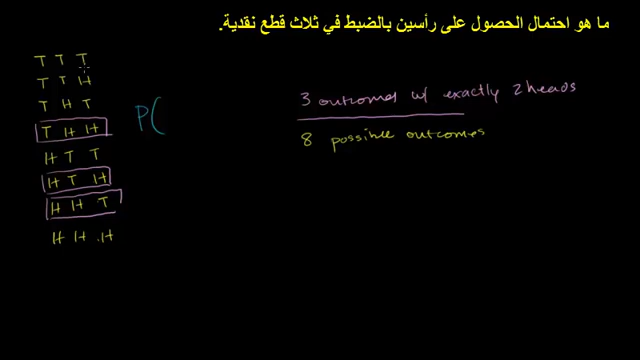 ما هو احتمال الحصول على رأسين بالضبط في ثلاث قطع نقدية.
T T T
T T H
T H T
T H H
H T T
H T H
H H T
H H H
P(
3 outcomes w/ exactly 2 heads
8 possible outcomes